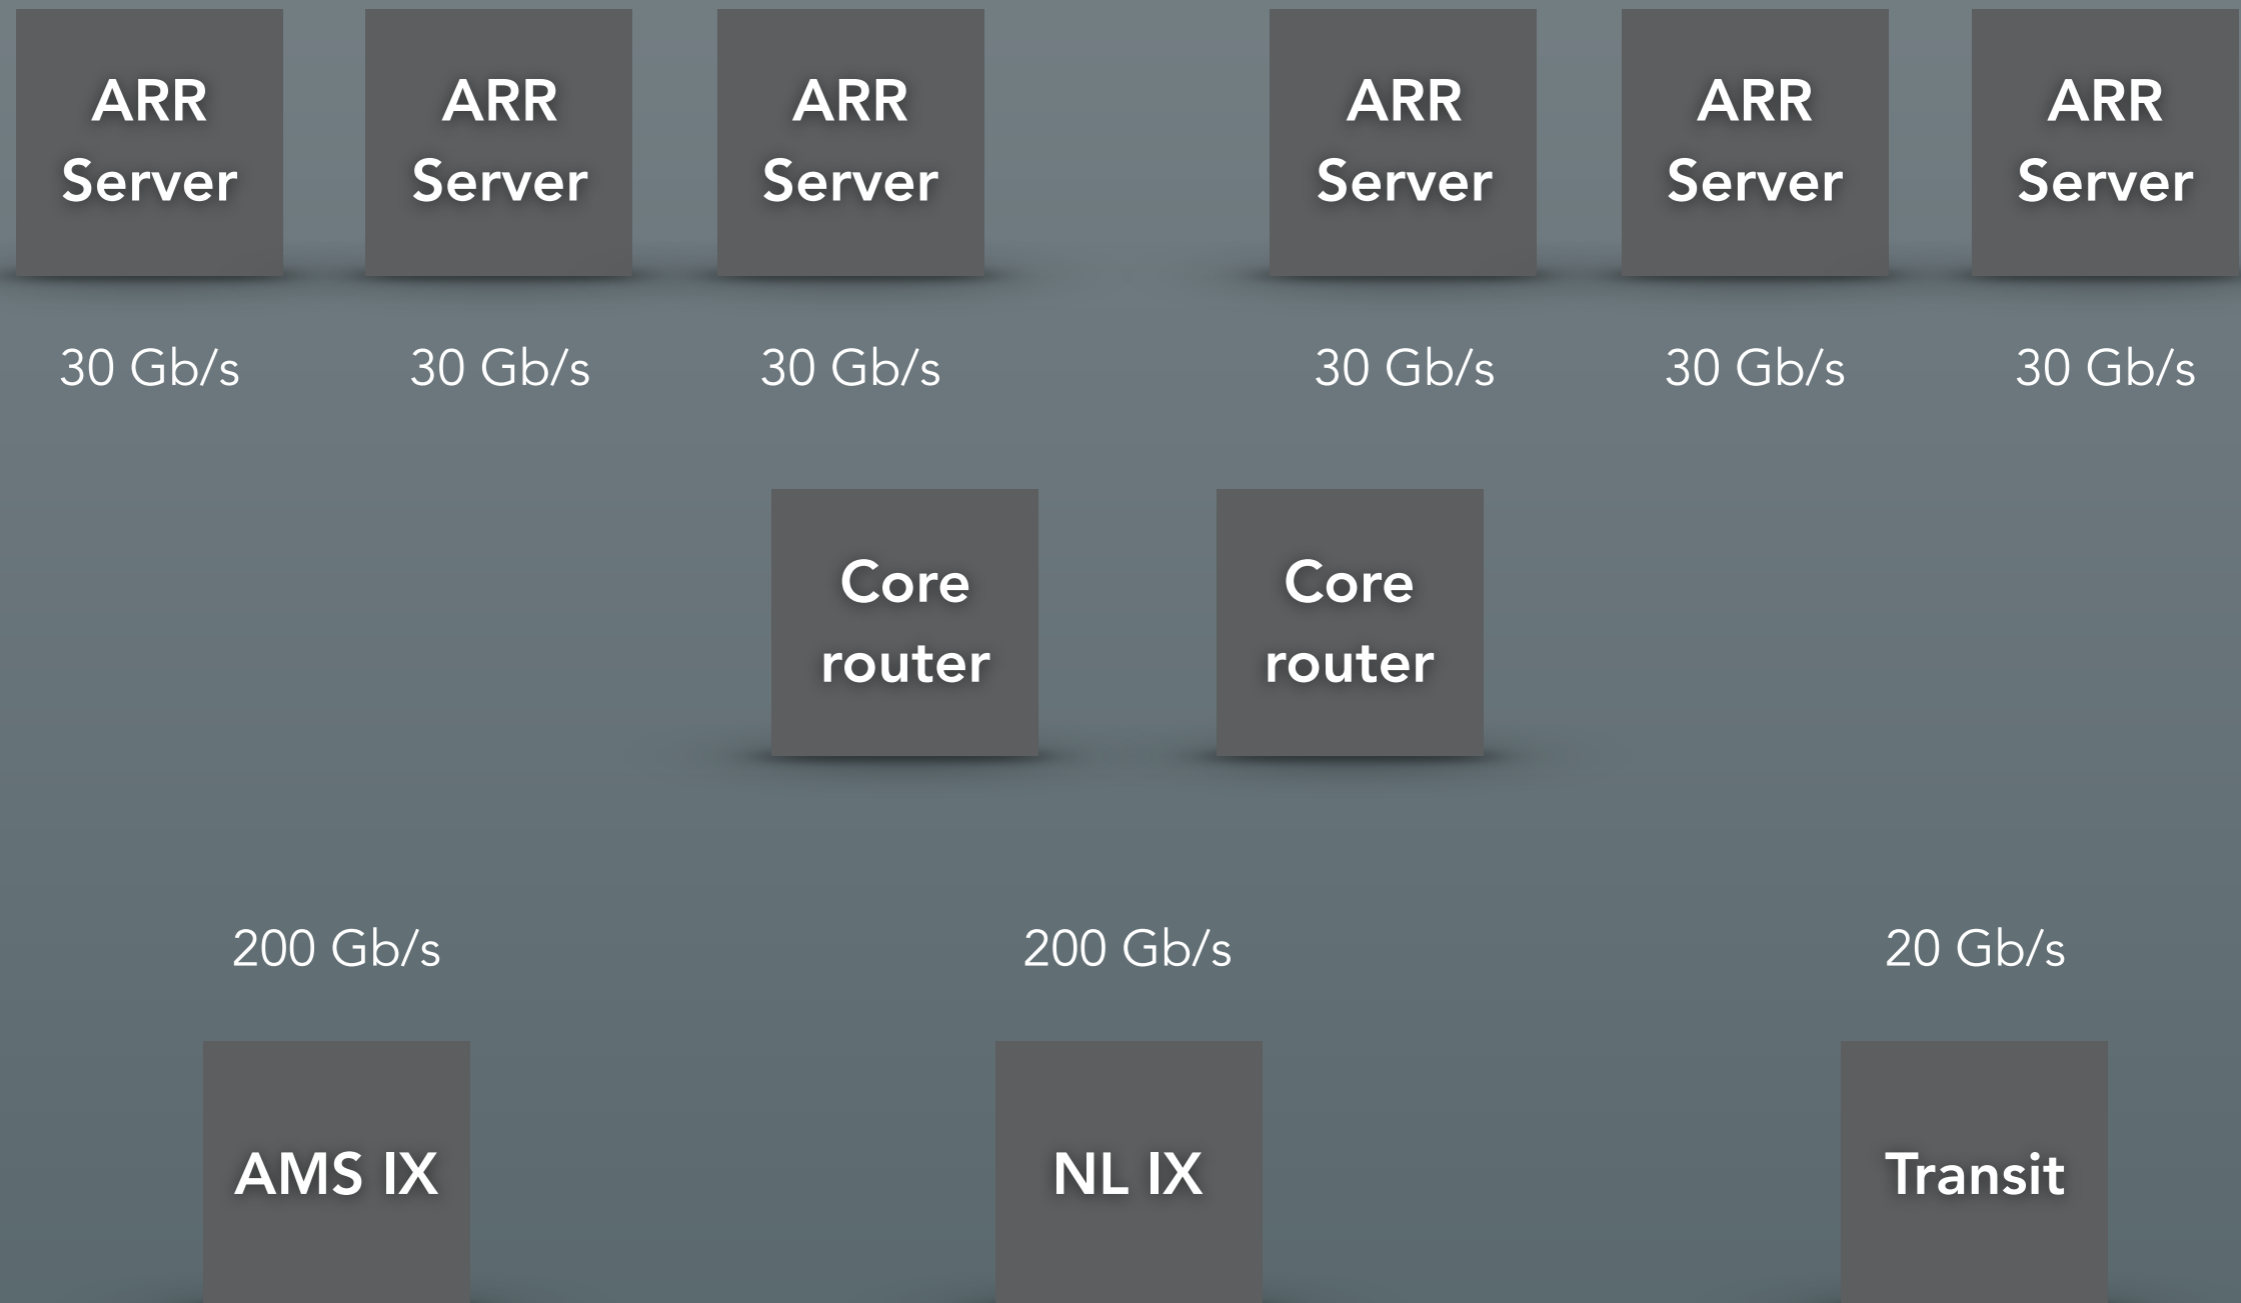 ARR
Server
ARR
Server
ARR
Server
ARR
Server
ARR
Server
ARR
Server
30 Gb/s
30 Gb/s
30 Gb/s
30 Gb/s
30 Gb/s
30 Gb/s
Core
router
Core
router
200 Gb/s
200 Gb/s
20 Gb/s
AMS IX
NL IX
Transit